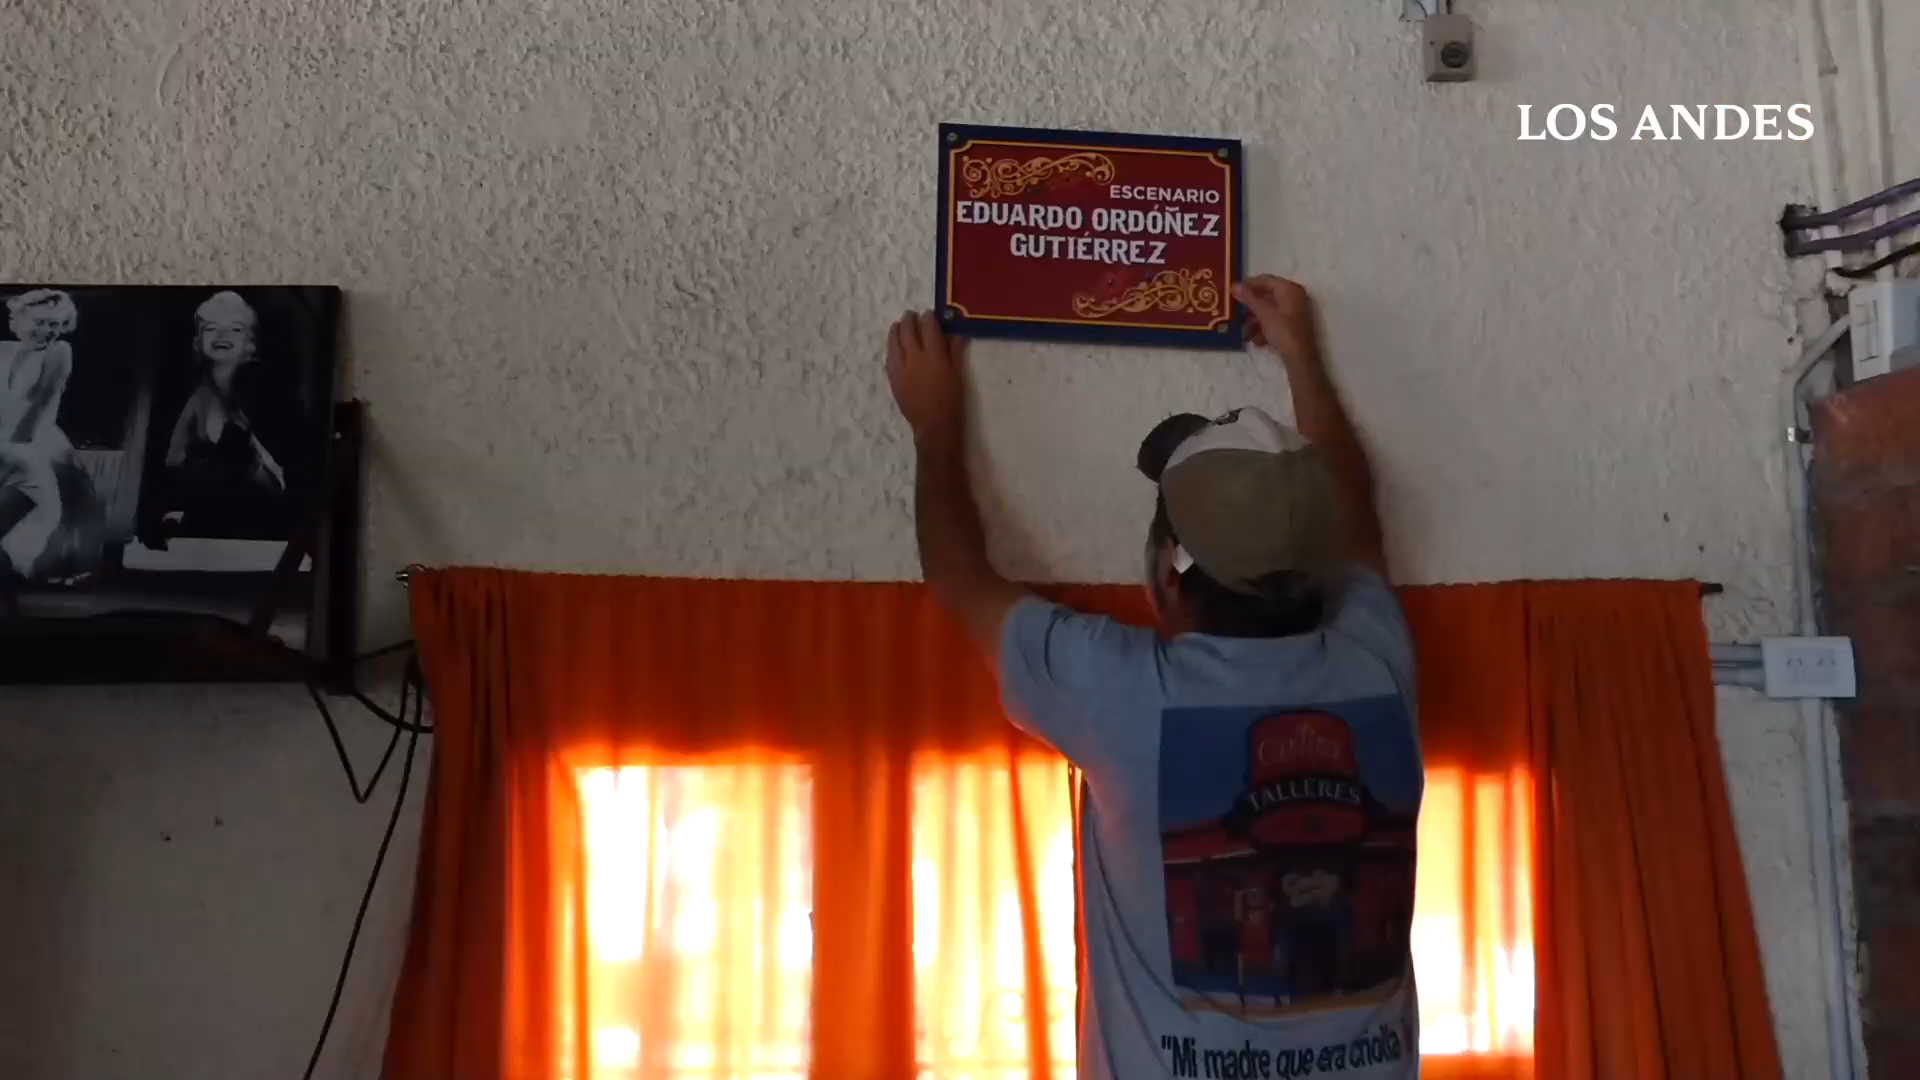 LOS ANDES
ESCENARIO
EDUARDO ORDÓÑEZ
GUTIÉRREZ
TALLERES
"Mi madre que era criolla